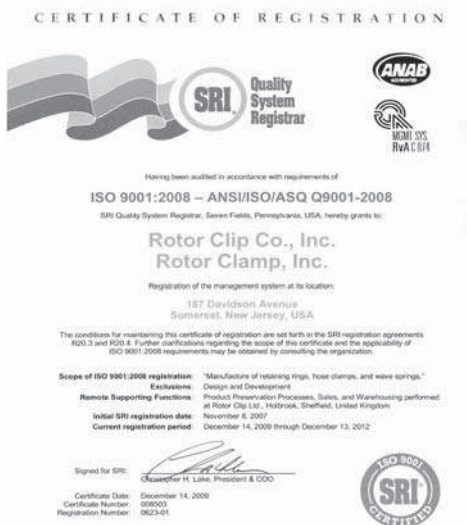 CERTIFICATE OF REGISTRATION
SRI
Quality
System
Registrar
ANAB
ACCREDITED
MGMT. SYS.
RvA C 074
Having been audited in accordance with requirements of
ISO 9001:2008 – ANSI/ISO/ASQ Q9001-2008
SRI Quality System Registrar, Seven Fields, Pennsylvania, USA, hereby grants to:
Rotor Clip Co., Inc.
Rotor Clamp, Inc.
Registration of the management system at its location:
187 Davidson Avenue
Somerset, New Jersey, USA
The conditions for maintaining this certificate of registration are set forth in the SRI registration agreements
R20.3 and R20.4. Further clarifications regarding the scope of this certificate and the applicability of
ISO 9001:2008 requirements may be obtained by consulting the organization.
Scope of ISO 9001:2008 registration: "Manufacture of retaining rings, hose clamps, and wave springs."
Exclusions: Design and Development
Remote Supporting Functions: Product Preservation Processes, Sales, and Warehousing performed
at Rotor Clip Ltd., Holbrook, Sheffield, United Kingdom
Initial SRI registration date: November 8, 2007
Current registration period: December 14, 2009 through December 13, 2012
Signed for SRI:
Christopher H. Lake, President & COO
Certificate Date: December 14, 2009
Certificate Number: 008503
Registration Number: 0623-01
ISO 9001
SRI
CERTIFIED